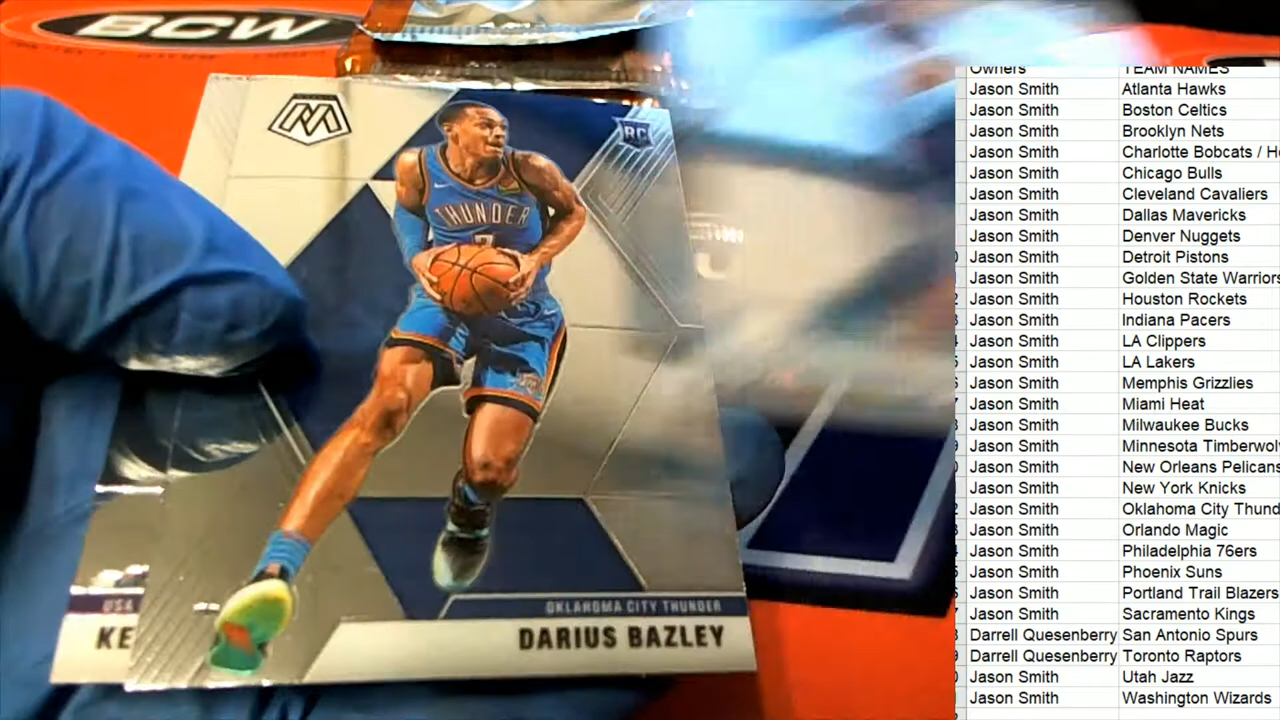 BCW
RC
THUNDER
7
OKLAHOMA CITY THUNDER
DARIUS BAZLEY
USA
KE
Owners TEAM NAMES
Jason Smith Atlanta Hawks
Jason Smith Boston Celtics
Jason Smith Brooklyn Nets
Jason Smith Charlotte Bobcats / H
Jason Smith Chicago Bulls
Jason Smith Cleveland Cavaliers
Jason Smith Dallas Mavericks
Jason Smith Denver Nuggets
Jason Smith Detroit Pistons
Jason Smith Golden State Warriors
Jason Smith Houston Rockets
Jason Smith Indiana Pacers
Jason Smith LA Clippers
Jason Smith LA Lakers
Jason Smith Memphis Grizzlies
Jason Smith Miami Heat
Jason Smith Milwaukee Bucks
Jason Smith Minnesota Timberwol
Jason Smith New Orleans Pelicans
Jason Smith New York Knicks
Jason Smith Oklahoma City Thund
Jason Smith Orlando Magic
Jason Smith Philadelphia 76ers
Jason Smith Phoenix Suns
Jason Smith Portland Trail Blazers
Jason Smith Sacramento Kings
Darrell Quesenberry San Antonio Spurs
Darrell Quesenberry Toronto Raptors
Jason Smith Utah Jazz
Jason Smith Washington Wizards